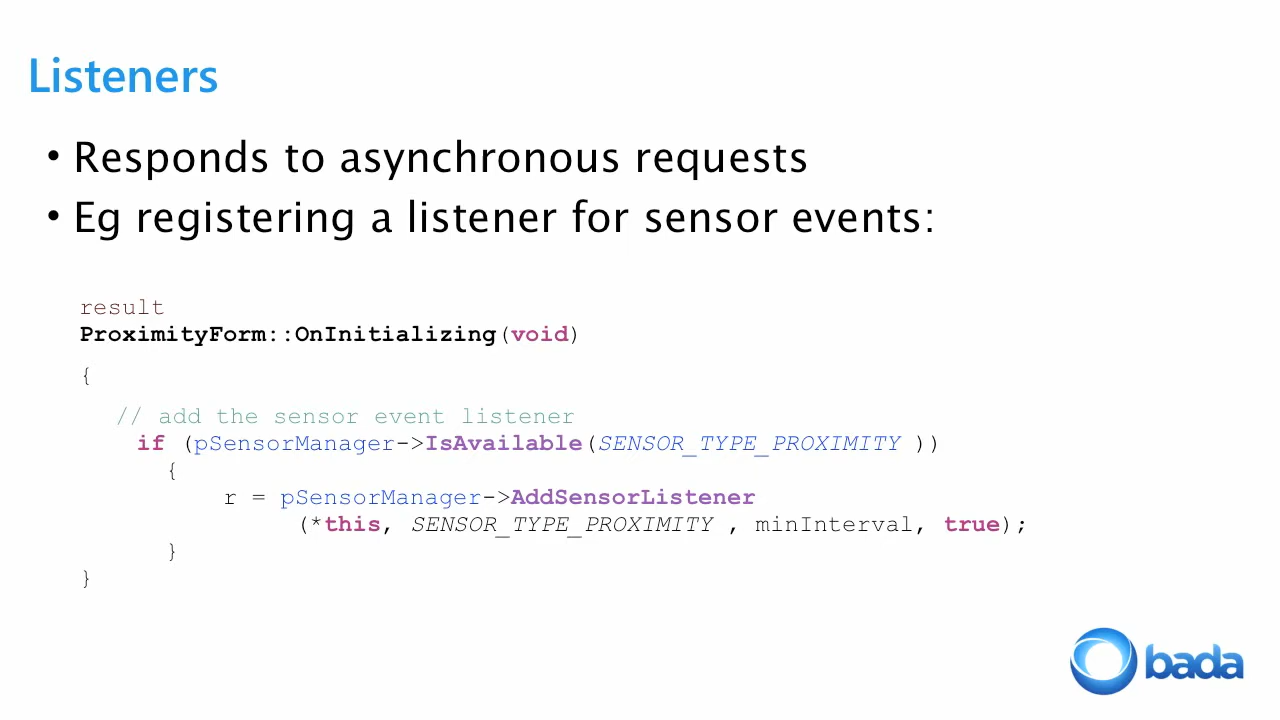 Listeners
• Responds to asynchronous requests
• Eg registering a listener for sensor events:
result
ProximityForm::OnInitializing(void)
{
// add the sensor event listener
if (pSensorManager->IsAvailable(SENSOR_TYPE_PROXIMITY ))
{
r = pSensorManager->AddSensorListener
(*this, SENSOR_TYPE_PROXIMITY , minInterval, true);
}
}
bada